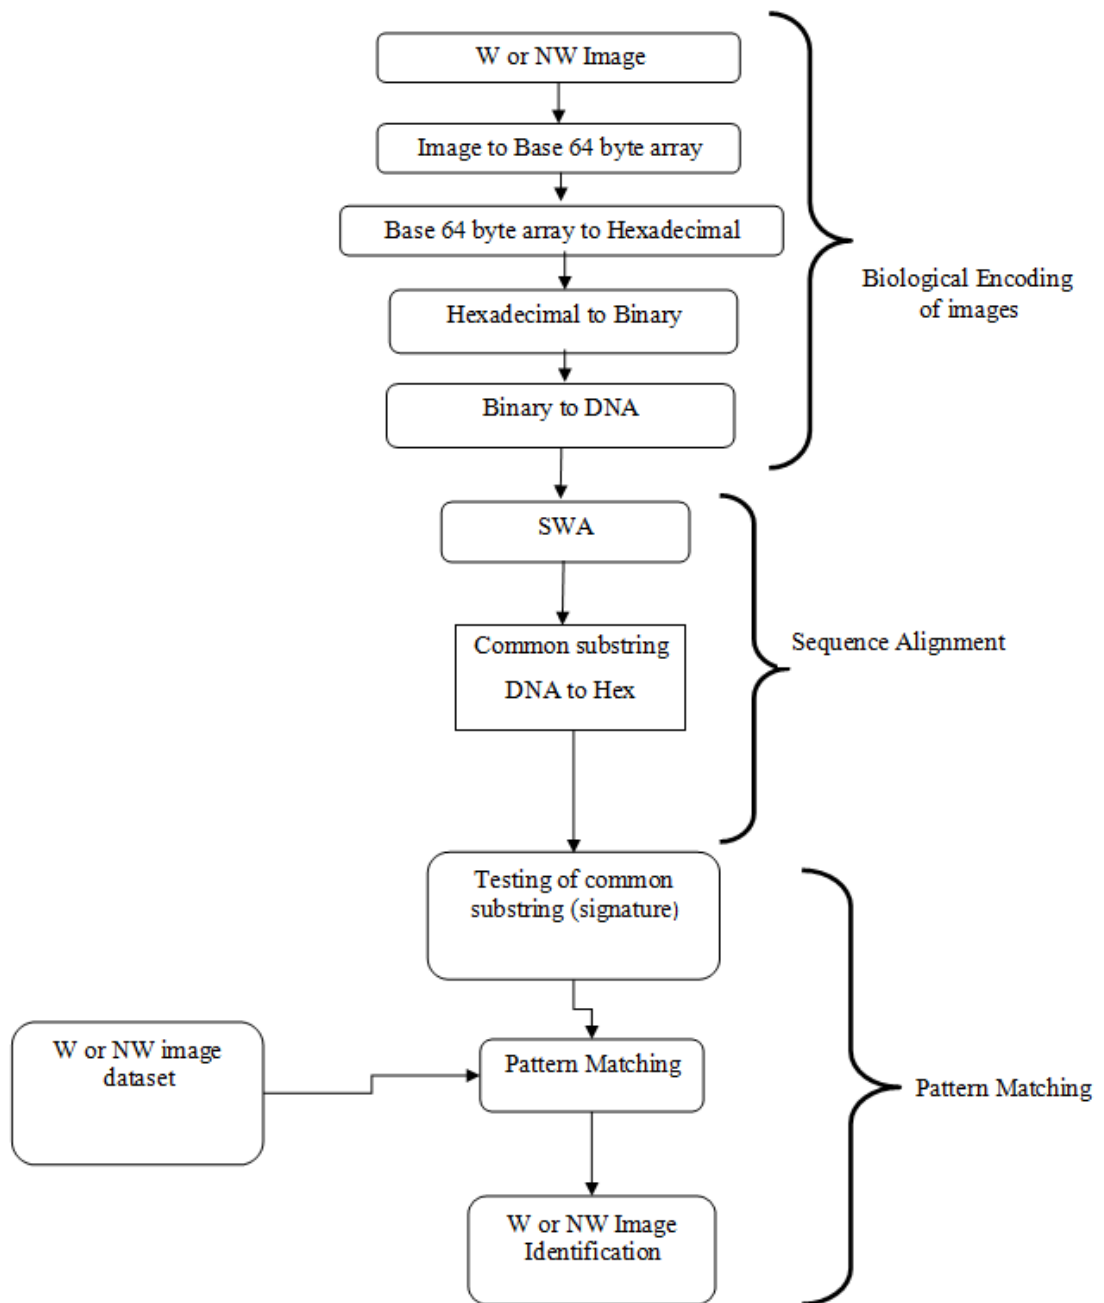 W or NW Image
Image to Base 64 byte array
Base 64 byte array to Hexadecimal
Hexadecimal to Binary
Binary to DNA
Biological Encoding
of images
SWA
Common substring
DNA to Hex
Sequence Alignment
Testing of common
substring (signature)
W or NW image
dataset
Pattern Matching
Pattern Matching
W or NW Image
Identification